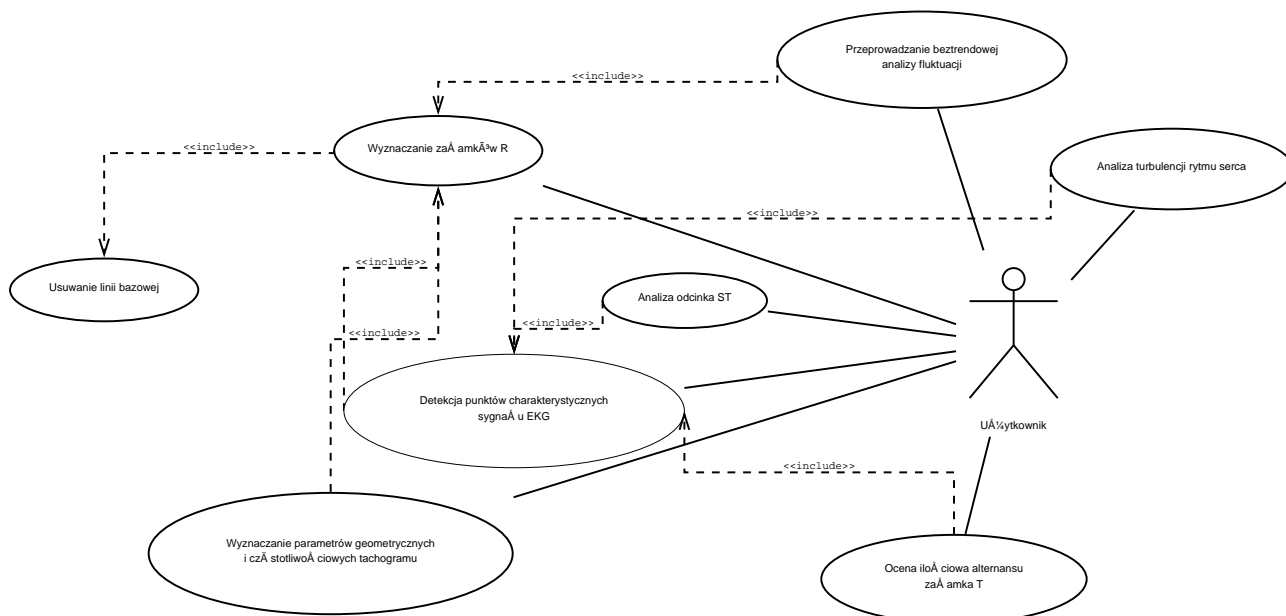 Przeprowadzanie beztrendowej
analizy fluktuacji
<<include>>
Wyznaczanie zaÅ amkÃ³w R
<<include>>
Analiza turbulencji rytmu serca
<<include>>
Usuwanie linii bazowej
Analiza odcinka ST
<<include>>
<<include>>
Detekcja punktów charakterystycznych
sygnaÅ u EKG
UÅ¼ytkownik
<<include>>
Wyznaczanie parametrów geometrycznych
i czÄ stotliwoÅ ciowych tachogramu
Ocena iloÅ ciowa alternansu
zaÅ amka T